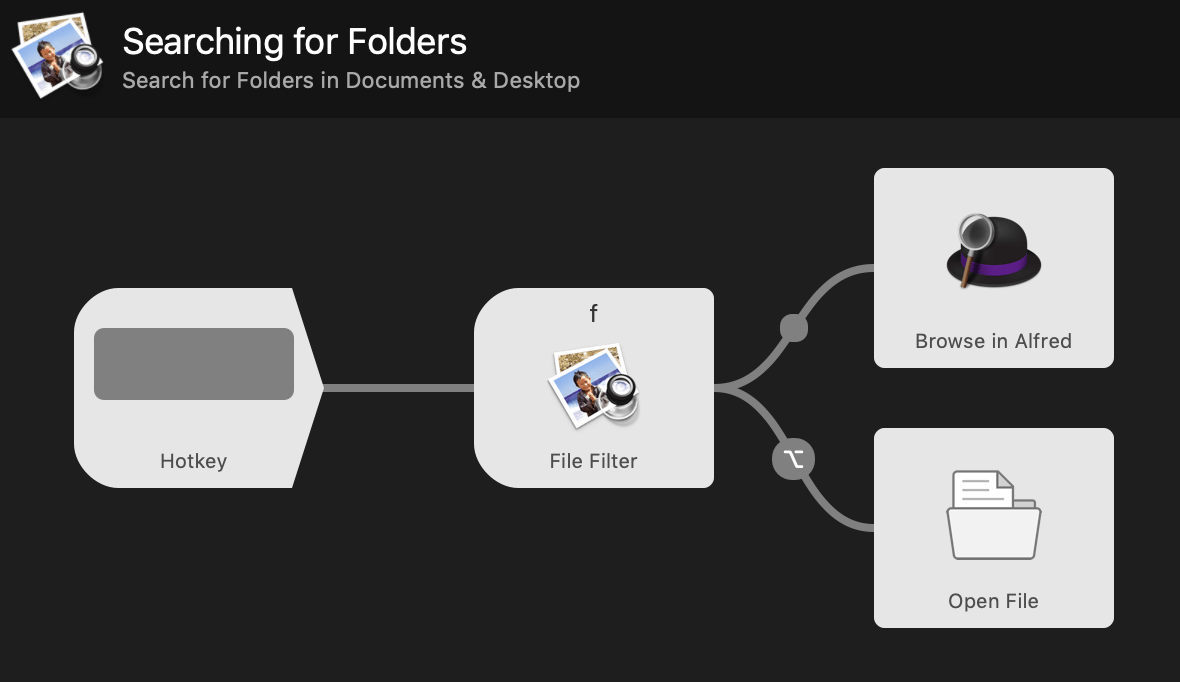 Searching for Folders
Search for Folders in Documents & Desktop
Hotkey
f
File Filter
⌥
Browse in Alfred
Open File